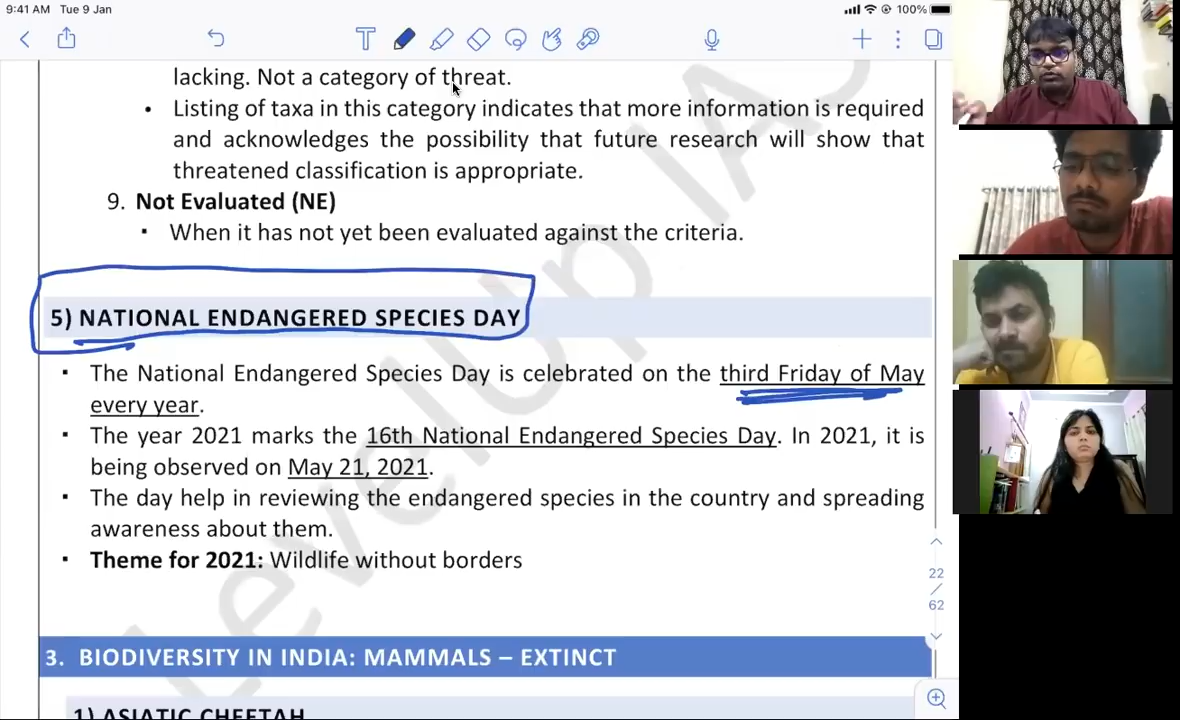 9:41 AM Tue 9 Jan
100%
lacking. Not a category of threat.
• Listing of taxa in this category indicates that more information is required
and acknowledges the possibility that future research will show that
threatened classification is appropriate.
9. Not Evaluated (NE)
▪ When it has not yet been evaluated against the criteria.
5) NATIONAL ENDANGERED SPECIES DAY
▪ The National Endangered Species Day is celebrated on the third Friday of May
every year.
▪ The year 2021 marks the 16th National Endangered Species Day. In 2021, it is
being observed on May 21, 2021.
▪ The day help in reviewing the endangered species in the country and spreading
awareness about them.
▪ Theme for 2021: Wildlife without borders
22
/
62
3. BIODIVERSITY IN INDIA: MAMMALS – EXTINCT
1) ASIATIC CHEETAH
LevelUp IAS